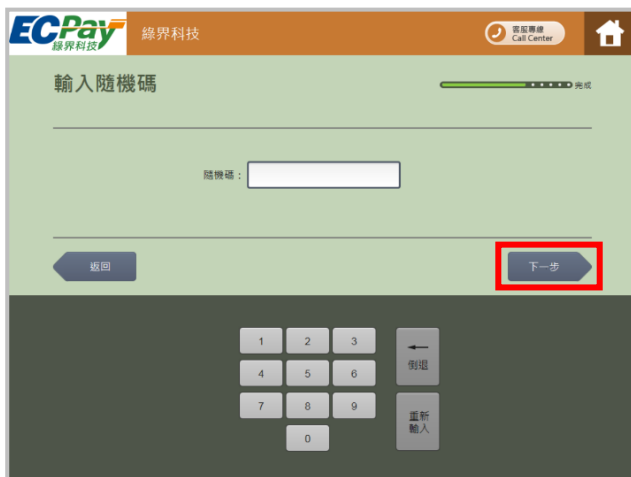 ECPay
綠界科技
綠界科技
客服專線
Call Center
輸入隨機碼
完成
隨機碼：
返回
下一步
1 2 3
倒退
4 5 6
7 8 9
重新
輸入
0